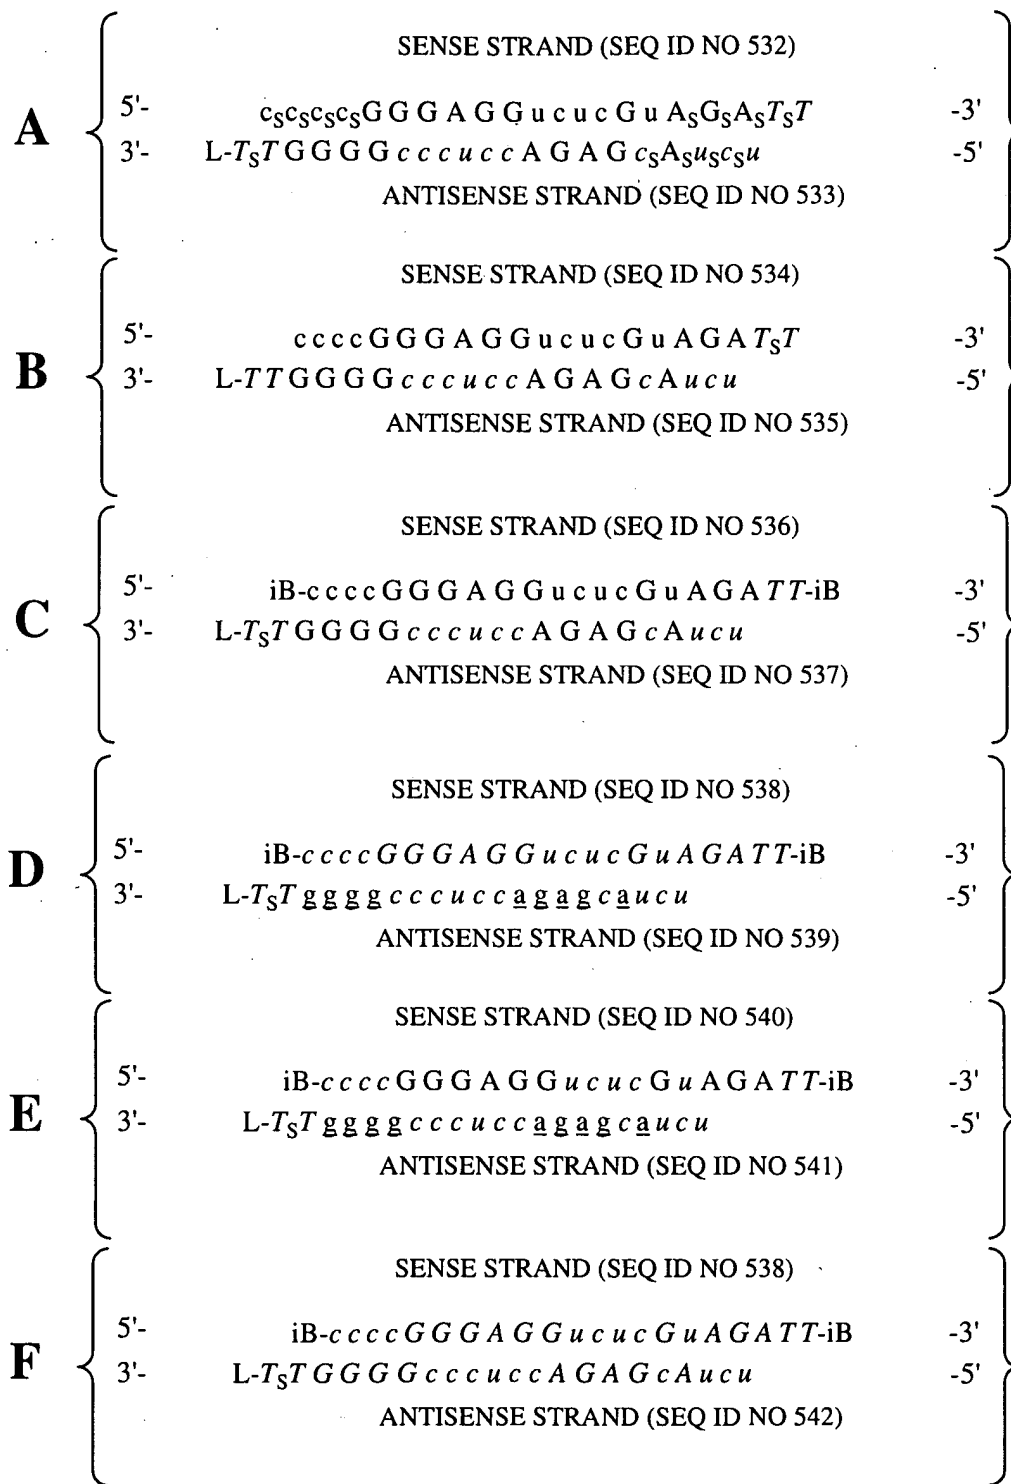 SENSE STRAND (SEQ ID NO 532)
A
5'- cscscscsGGGAGGucucGuAsGsAsTsT -3'
3'- L-TsTGGGGcccuccAGAGcsAsuscsu -5'
ANTISENSE STRAND (SEQ ID NO 533)
SENSE STRAND (SEQ ID NO 534)
B
5'- ccccGGGAGGucucGuAGATsT -3'
3'- L-TTGGGGcccuccAGAGcAucu -5'
ANTISENSE STRAND (SEQ ID NO 535)
SENSE STRAND (SEQ ID NO 536)
C
5'- iB-ccccGGGAGGucucGuAGATT-iB -3'
3'- L-TsTGGGGcccuccAGAGcAucu -5'
ANTISENSE STRAND (SEQ ID NO 537)
SENSE STRAND (SEQ ID NO 538)
D
5'- iB-ccccGGGAGGucucGuAGATT-iB -3'
3'- L-TsTggggcccuccagagcaucu -5'
ANTISENSE STRAND (SEQ ID NO 539)
SENSE STRAND (SEQ ID NO 540)
E
5'- iB-ccccGGGAGGucucGuAGATT-iB -3'
3'- L-TsTggggcccuccagagcaucu -5'
ANTISENSE STRAND (SEQ ID NO 541)
SENSE STRAND (SEQ ID NO 538)
F
5'- iB-ccccGGGAGGucucGuAGATT-iB -3'
3'- L-TsTGGGGcccuccAGAGcAucu -5'
ANTISENSE STRAND (SEQ ID NO 542)